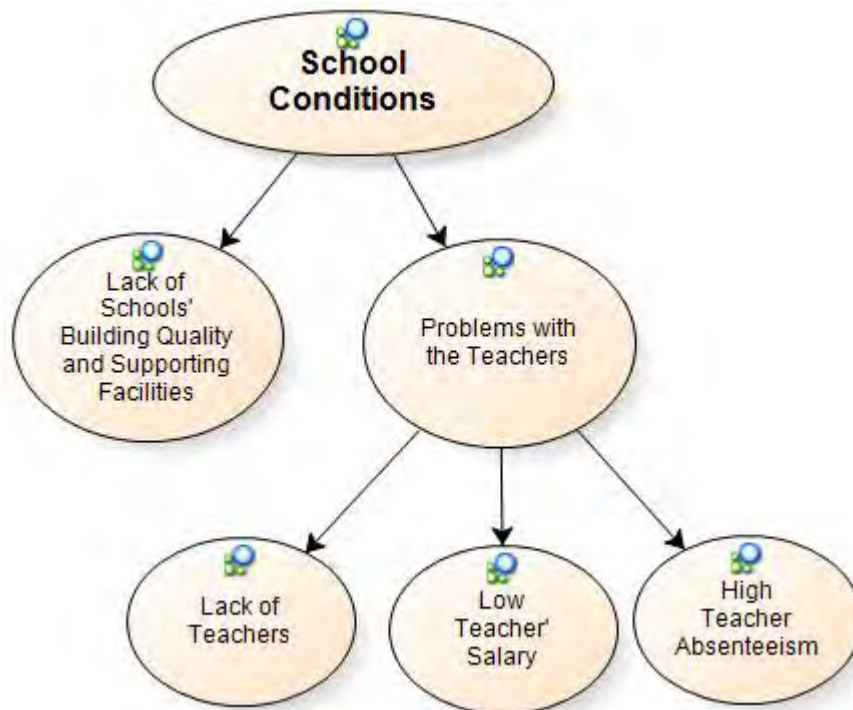 School
Conditions
Lack of
Schools'
Building Quality
and Supporting
Facilities
Problems with
the Teachers
Lack of
Teachers
Low
Teacher'
Salary
High
Teacher
Absenteeism